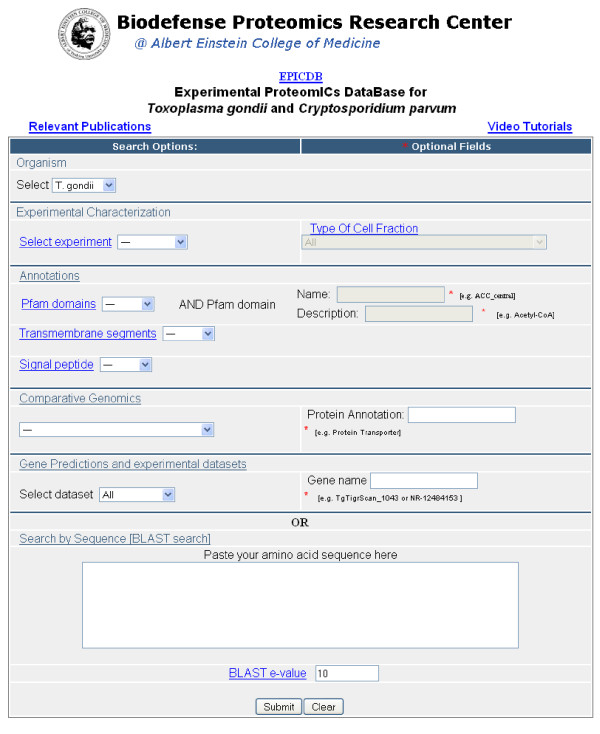 Biodefense Proteomics Research Center
@ Albert Einstein College of Medicine
EPICDB
Experimental ProteomICs DataBase for
Toxoplasma gondii and Cryptosporidium parvum
Relevant Publications Video Tutorials
Search Options: * Optional Fields
Organism
Select T. gondii
Experimental Characterization
Select experiment —
Type Of Cell Fraction
All
Annotations
Pfam domains — AND Pfam domain
Name: * [e.g. ACC_central]
Description: * [e.g. Acetyl-CoA]
Transmembrane segments —
Signal peptide —
Comparative Genomics
—
Protein Annotation:
* [e.g. Protein Transporter]
Gene Predictions and experimental datasets
Select dataset All
Gene name
* [e.g. TgTigrScan_1043 or NR-12484153 ]
OR
Search by Sequence [BLAST search]
Paste your amino acid sequence here
BLAST e-value 10
Submit Clear